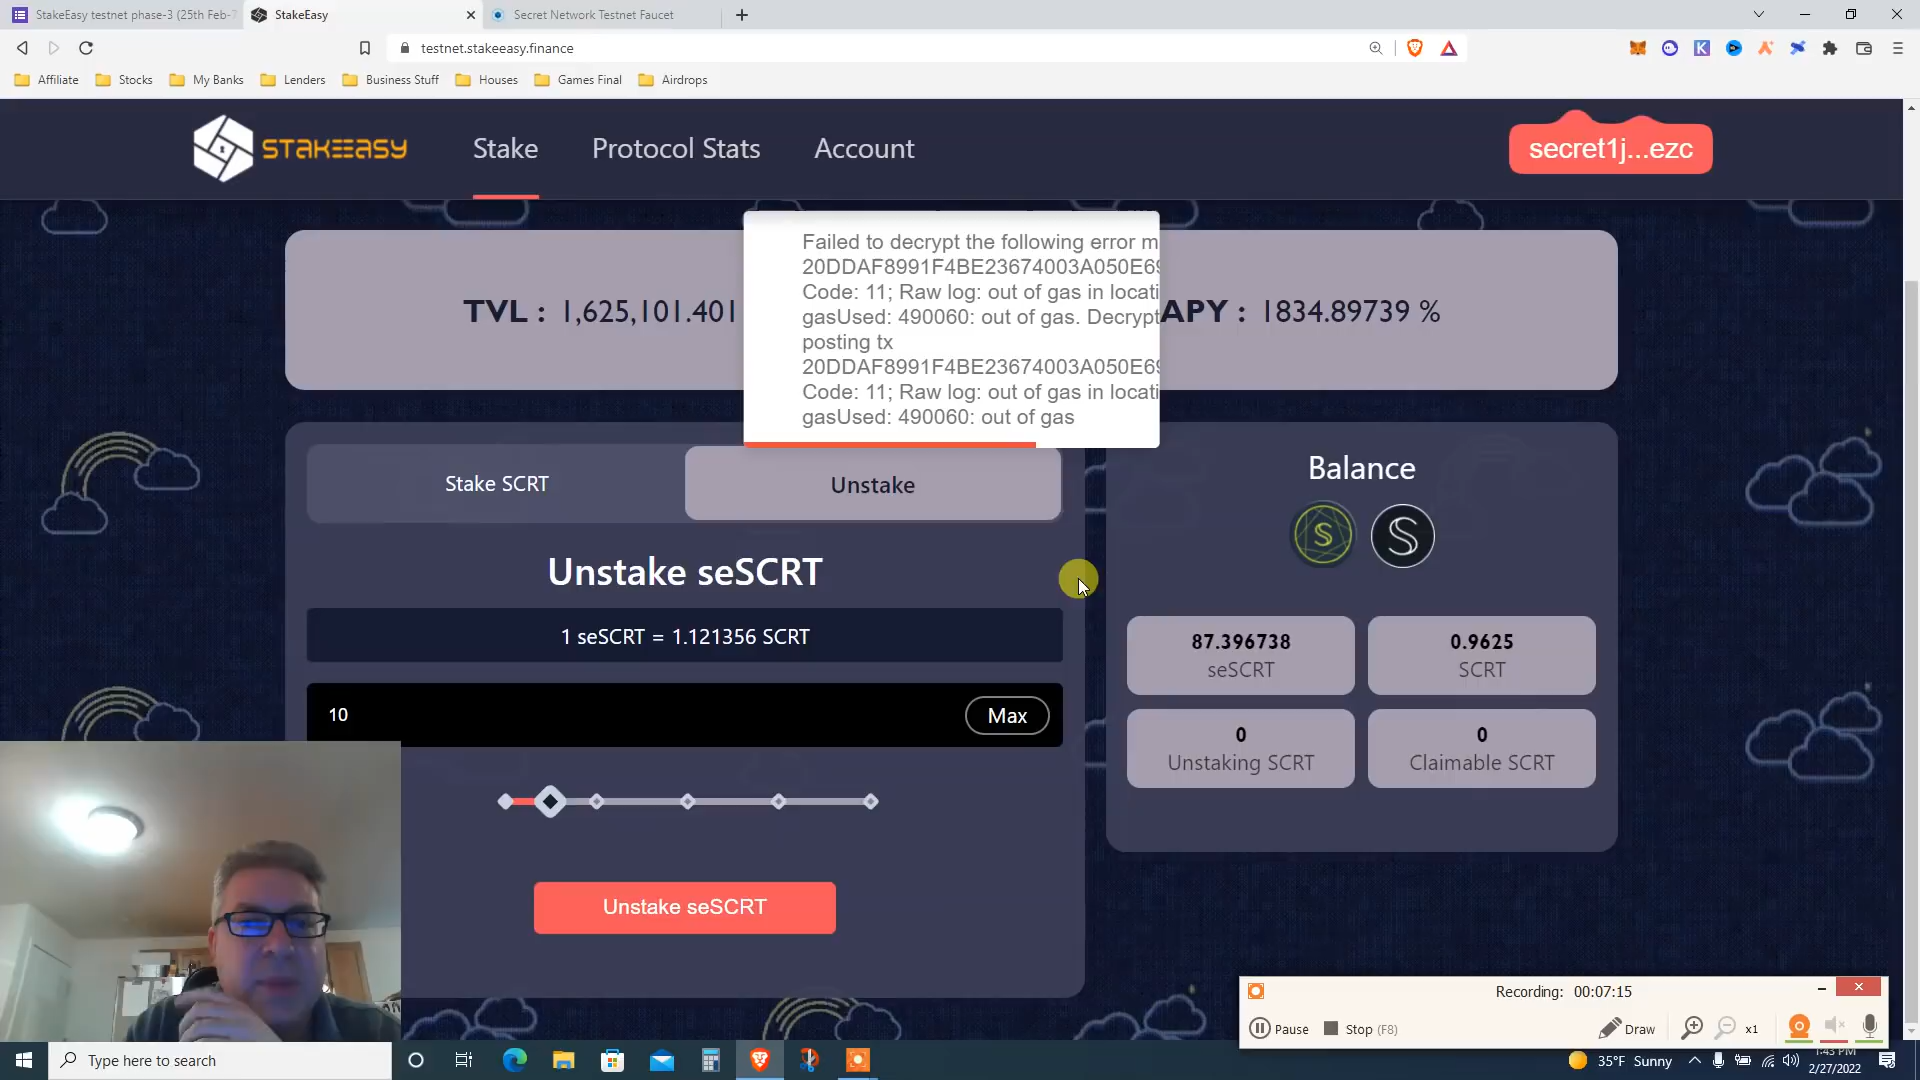 StakeEasy testnet phase-3 (25th Feb-7
StakeEasy
Secret Network Testnet Faucet
testnet.stakeeasy.finance
Affiliate
Stocks
My Banks
Lenders
Business Stuff
Houses
Games Final
Airdrops
STAKEEASY
Stake
Protocol Stats
Account
secret1j...ezc
TVL : 1,625,101.401
APY : 1834.89739 %
Failed to decrypt the following error m
20DDAF8991F4BE23674003A050E69
Code: 11; Raw log: out of gas in locati
gasUsed: 490060: out of gas. Decrypt
posting tx
20DDAF8991F4BE23674003A050E69
Code: 11; Raw log: out of gas in locati
gasUsed: 490060: out of gas
Stake SCRT
Unstake
Unstake seSCRT
1 seSCRT = 1.121356 SCRT
10
Max
Unstake seSCRT
Balance
87.396738
seSCRT
0.9625
SCRT
0
Unstaking SCRT
0
Claimable SCRT
Recording: 00:07:15
Pause
Stop (F8)
Draw
x1
Type here to search
35°F Sunny
1:43 PM
2/27/2022